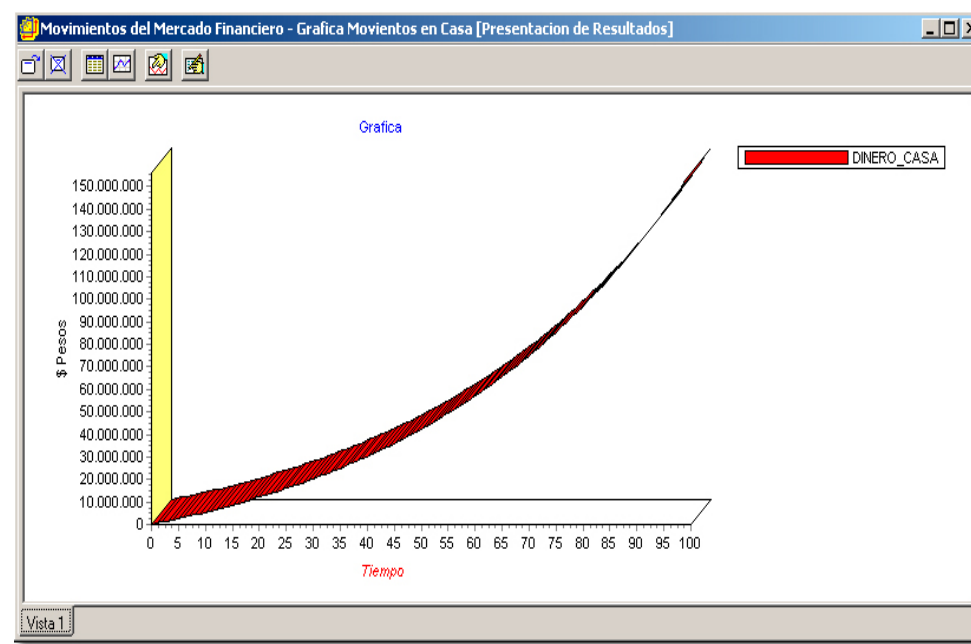 Movimientos del Mercado Financiero - Grafica Movientos en Casa [Presentacion de Resultados]
Grafica
DINERO_CASA
150.000.000
140.000.000
130.000.000
120.000.000
110.000.000
100.000.000
90.000.000
80.000.000
70.000.000
60.000.000
50.000.000
40.000.000
30.000.000
20.000.000
10.000.000
0
$ Pesos
0 5 10 15 20 25 30 35 40 45 50 55 60 65 70 75 80 85 90 95 100
Tiempo
Vista 1